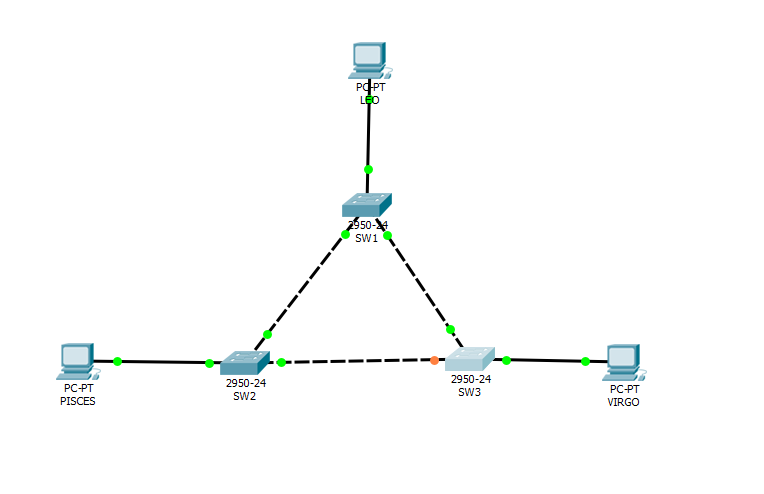 PC-PT
LEO
2950-24
SW1
PC-PT
PISCES
2950-24
SW2
2950-24
SW3
PC-PT
VIRGO